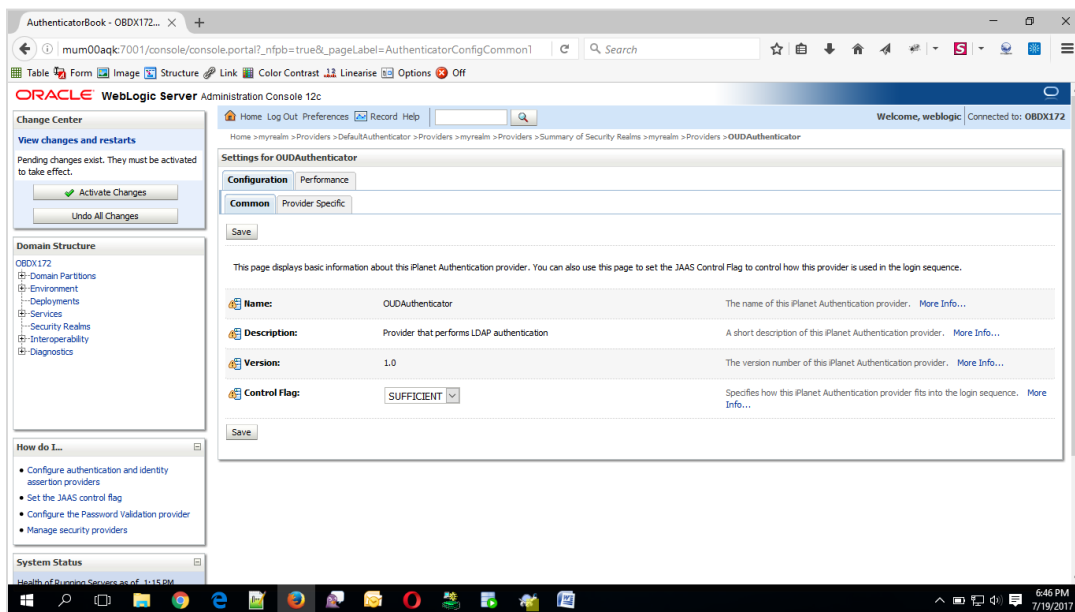 AuthenticatorBook - OBDX172...
mum00aqk:7001/console/console.portal?_nfpb=true&_pageLabel=AuthenticatorConfigCommonT
Search
Table Form Image Structure Link Color Contrast Linearise Options Off
ORACLE WebLogic Server Administration Console 12c
Change Center
View changes and restarts
Pending changes exist. They must be activated
to take effect.
Activate Changes
Undo All Changes
Domain Structure
OBDX172
Domain Partitions
Environment
Deployments
Services
Security Realms
Interoperability
Diagnostics
How do I...
Configure authentication and identity
assertion providers
Set the JAAS control flag
Configure the Password Validation provider
Manage security providers
System Status
Health of Running Servers as of 1:15 PM
Home Log Out Preferences Record Help
Welcome, weblogic Connected to: OBDX172
Home >myrealm >Providers >DefaultAuthenticator >Providers >myrealm >Providers >Summary of Security Realms >myrealm >Providers >OUDAuthenticator
Settings for OUDAuthenticator
Configuration Performance
Common Provider Specific
Save
This page displays basic information about this iPlanet Authentication provider. You can also use this page to set the JAAS Control Flag to control how this provider is used in the login sequence.
Name: OUDAuthenticator The name of this iPlanet Authentication provider. More Info...
Description: Provider that performs LDAP authentication A short description of this iPlanet Authentication provider. More Info...
Version: 1.0 The version number of this iPlanet Authentication provider. More Info...
Control Flag: SUFFICIENT Specifies how this iPlanet Authentication provider fits into the login sequence. More
Info...
Save
6:46 PM
7/19/2017